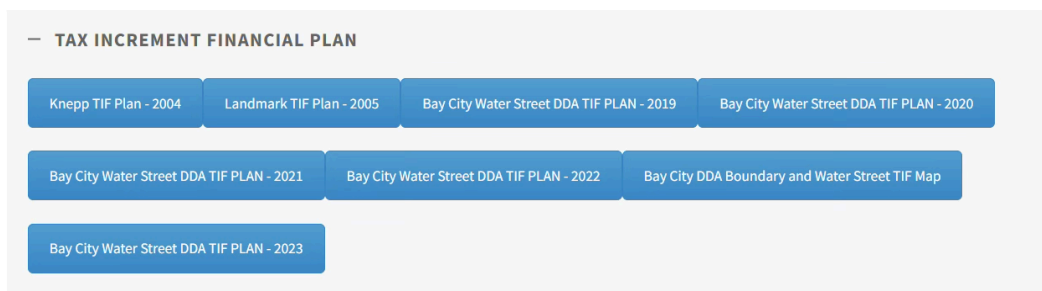 TAX INCREMENT FINANCIAL PLAN
Knepp TIF Plan - 2004 Landmark TIF Plan - 2005 Bay City Water Street DDA TIF PLAN - 2019 Bay City Water Street DDA TIF PLAN - 2020
Bay City Water Street DDA TIF PLAN - 2021 Bay City Water Street DDA TIF PLAN - 2022 Bay City DDA Boundary and Water Street TIF Map
Bay City Water Street DDA TIF PLAN - 2023